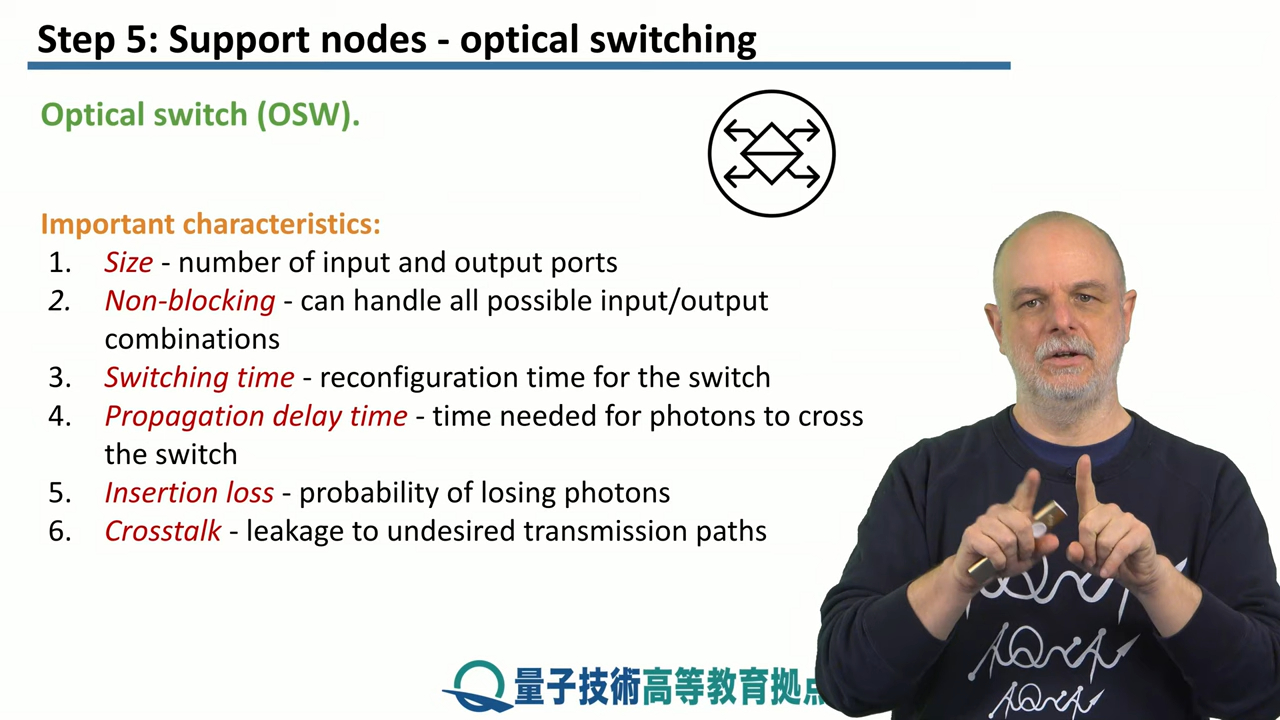 Step 5: Support nodes - optical switching
Optical switch (OSW).
Important characteristics:
1. Size - number of input and output ports
2. Non-blocking - can handle all possible input/output
combinations
3. Switching time - reconfiguration time for the switch
4. Propagation delay time - time needed for photons to cross
the switch
5. Insertion loss - probability of losing photons
6. Crosstalk - leakage to undesired transmission paths
量子技術高等教育拠点